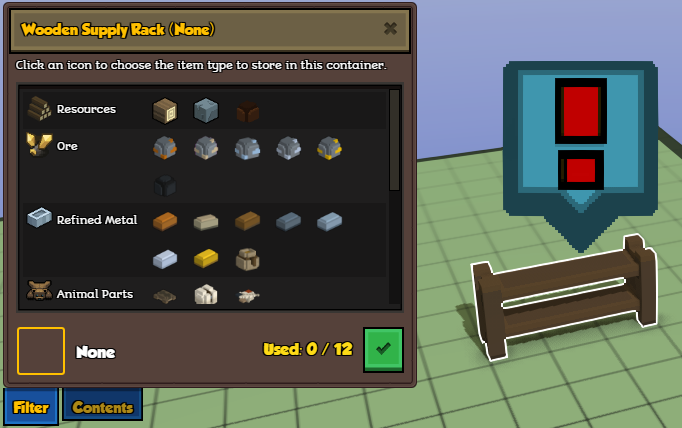 Wooden Supply Rack (None)
Click an icon to choose the item type to store in this container.
Resources
Ore
Refined Metal
Animal Parts
None
Used: 0 / 12
Filter
Contents